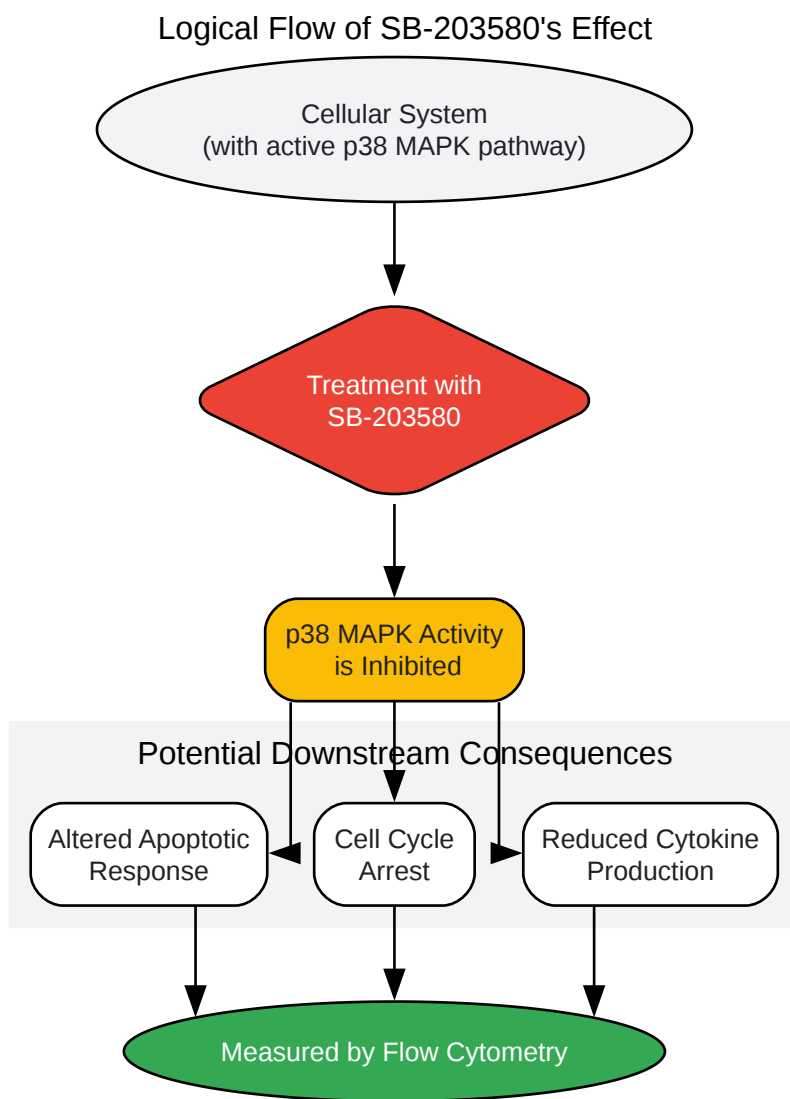 Logical Flow of SB-203580's Effect
Cellular System
(with active p38 MAPK pathway)
Treatment with
SB-203580
p38 MAPK Activity
is Inhibited
Potential Downstream Consequences
Altered Apoptotic
Response
Cell Cycle
Arrest
Reduced Cytokine
Production
Measured by Flow Cytometry